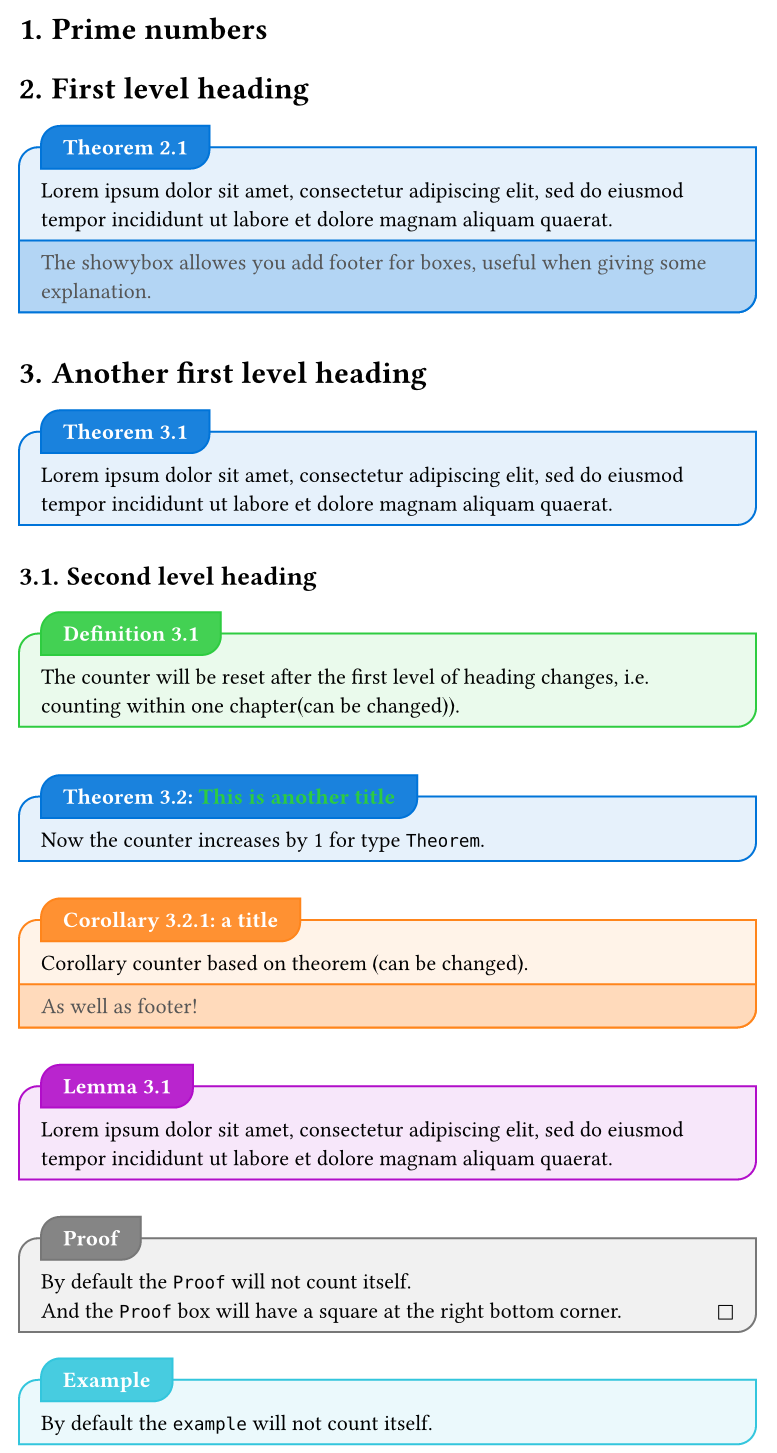 1. Prime numbers
2. First level heading
Theorem 2.1
Lorem ipsum dolor sit amet, consectetur adipiscing elit, sed do eiusmod
tempor incididunt ut labore et dolore magnam aliquam quaerat.
The showybox allowes you add footer for boxes, useful when giving some
explanation.
3. Another first level heading
Theorem 3.1
Lorem ipsum dolor sit amet, consectetur adipiscing elit, sed do eiusmod
tempor incididunt ut labore et dolore magnam aliquam quaerat.
3.1. Second level heading
Definition 3.1
The counter will be reset after the first level of heading changes, i.e.
counting within one chapter(can be changed)).
Theorem 3.2: This is another title
Now the counter increases by 1 for type Theorem.
Corollary 3.2.1: a title
Corollary counter based on theorem (can be changed).
As well as footer!
Lemma 3.1
Lorem ipsum dolor sit amet, consectetur adipiscing elit, sed do eiusmod
tempor incididunt ut labore et dolore magnam aliquam quaerat.
Proof
By default the Proof will not count itself.
And the Proof box will have a square at the right bottom corner. □
Example
By default the example will not count itself.